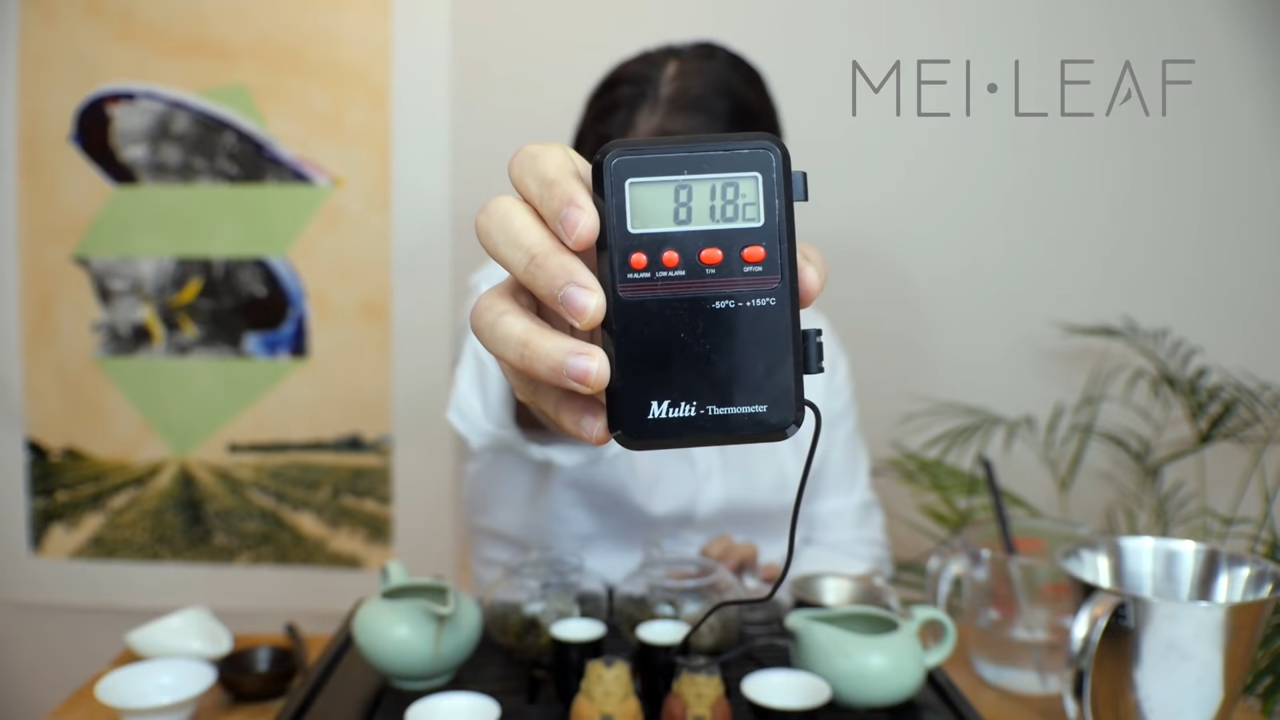 MEI·LEAF
81.8°C
HI ALARM LOW ALARM T/H OFF/ON
-50°C ~ +150°C
Multi - Thermometer